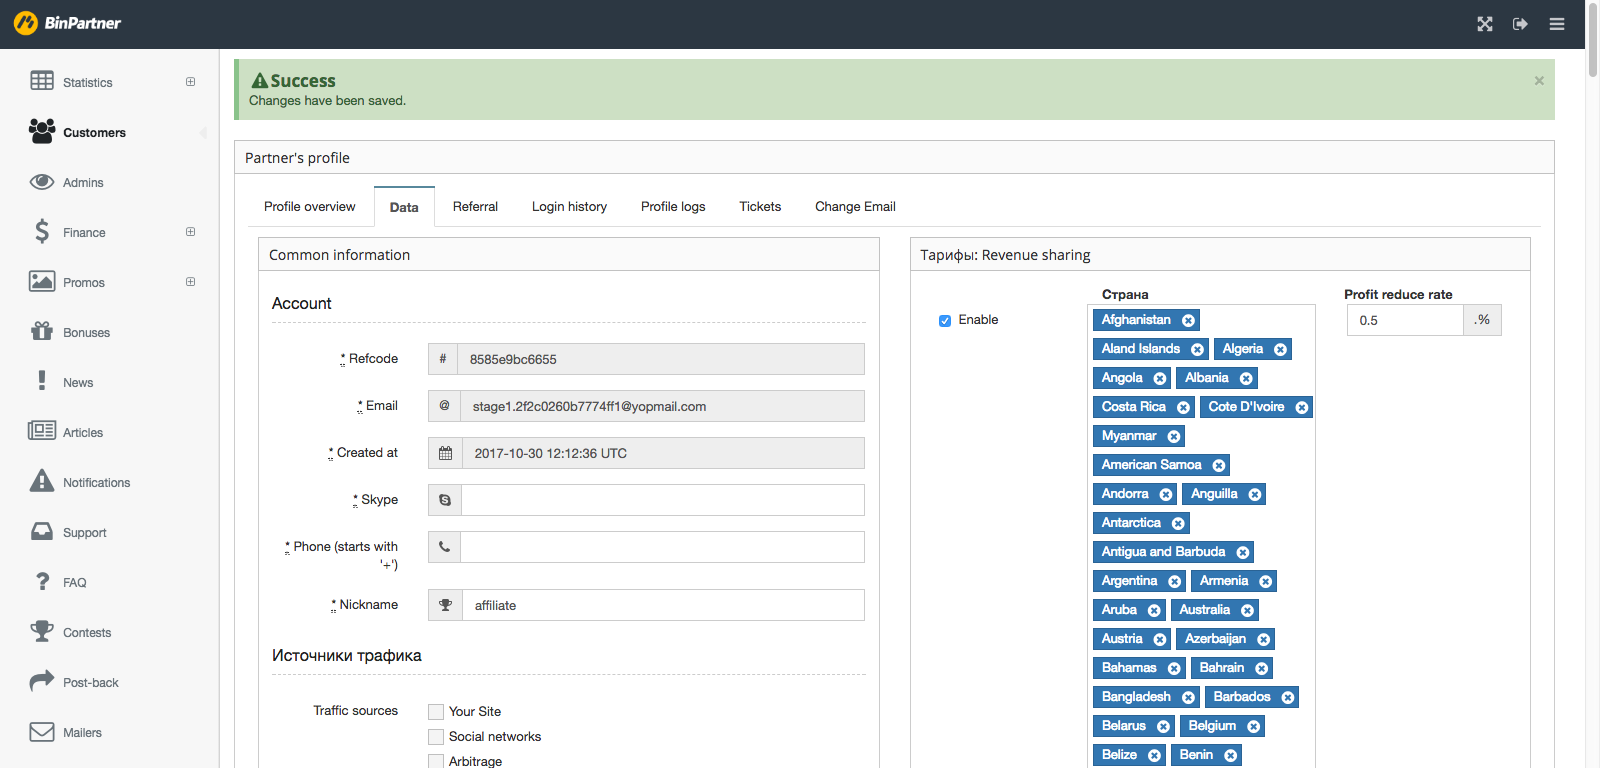 BinPartner
Statistics
Customers
Admins
Finance
Promos
Bonuses
News
Articles
Notifications
Support
FAQ
Contests
Post-back
Mailers
Success
Changes have been saved.
Partner's profile
Profile overview
Data
Referral
Login history
Profile logs
Tickets
Change Email
Common information
Account
* Refcode
# 8585e9bc6655
* Email
@ stage1.2f2c0260b7774ff1@yopmail.com
* Created at
2017-10-30 12:12:36 UTC
* Skype
* Phone (starts with
'+')
* Nickname
affiliate
Источники трафика
Traffic sources
Your Site
Social networks
Arbitrage
Тарифы: Revenue sharing
Enable
Страна
Afghanistan
Aland Islands Algeria
Angola Albania
Costa Rica Cote D'Ivoire
Myanmar
American Samoa
Andorra Anguilla
Antarctica
Antigua and Barbuda
Argentina Armenia
Aruba Australia
Austria Azerbaijan
Bahamas Bahrain
Bangladesh Barbados
Belarus Belgium
Belize Benin
Profit reduce rate
0.5 .%